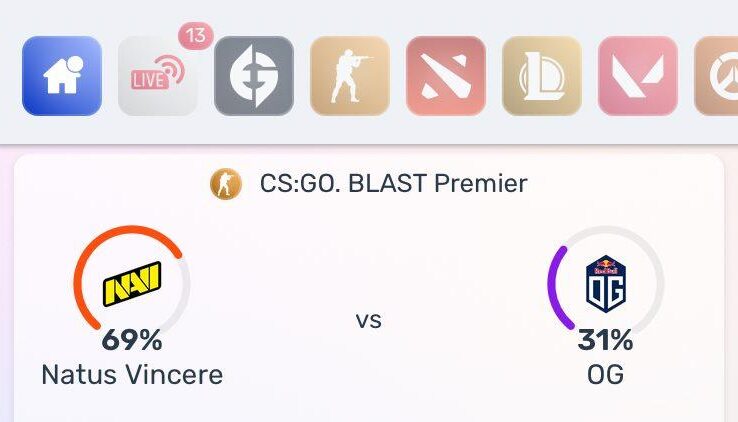 13
LIVE
CS:GO. BLAST Premier
NAVI
Red Bull
OG
69%
vs
31%
Natus Vincere
OG